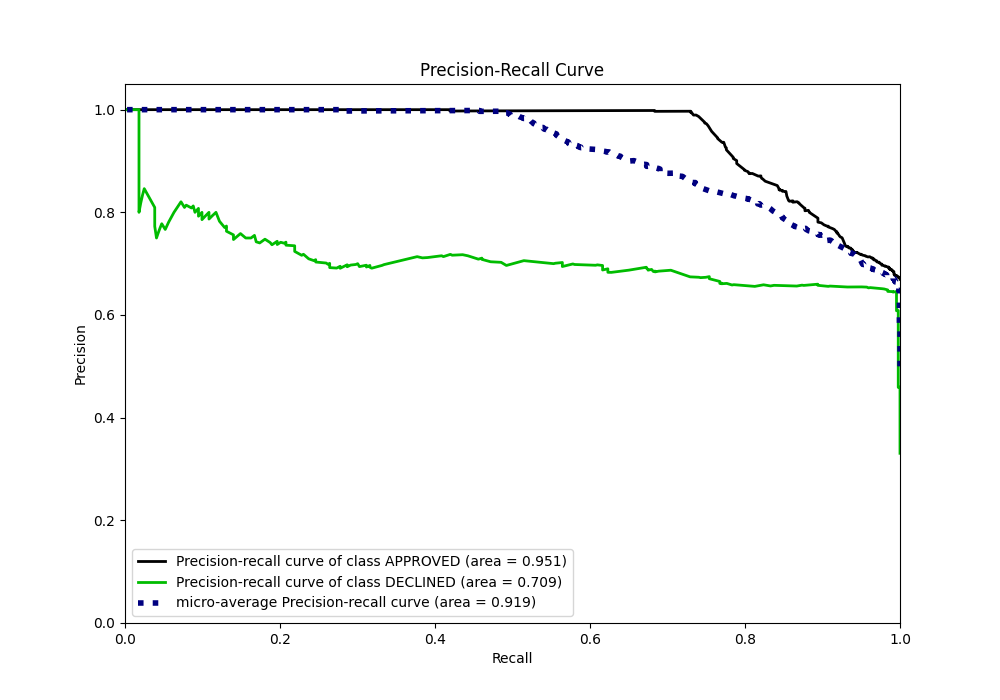 Precision-Recall Curve
1.0
0.8
0.6
0.4
0.2
0.0
Precision
Precision-recall curve of class APPROVED (area = 0.951)
Precision-recall curve of class DECLINED (area = 0.709)
micro-average Precision-recall curve (area = 0.919)
0.0 0.2 0.4 0.6 0.8 1.0
Recall